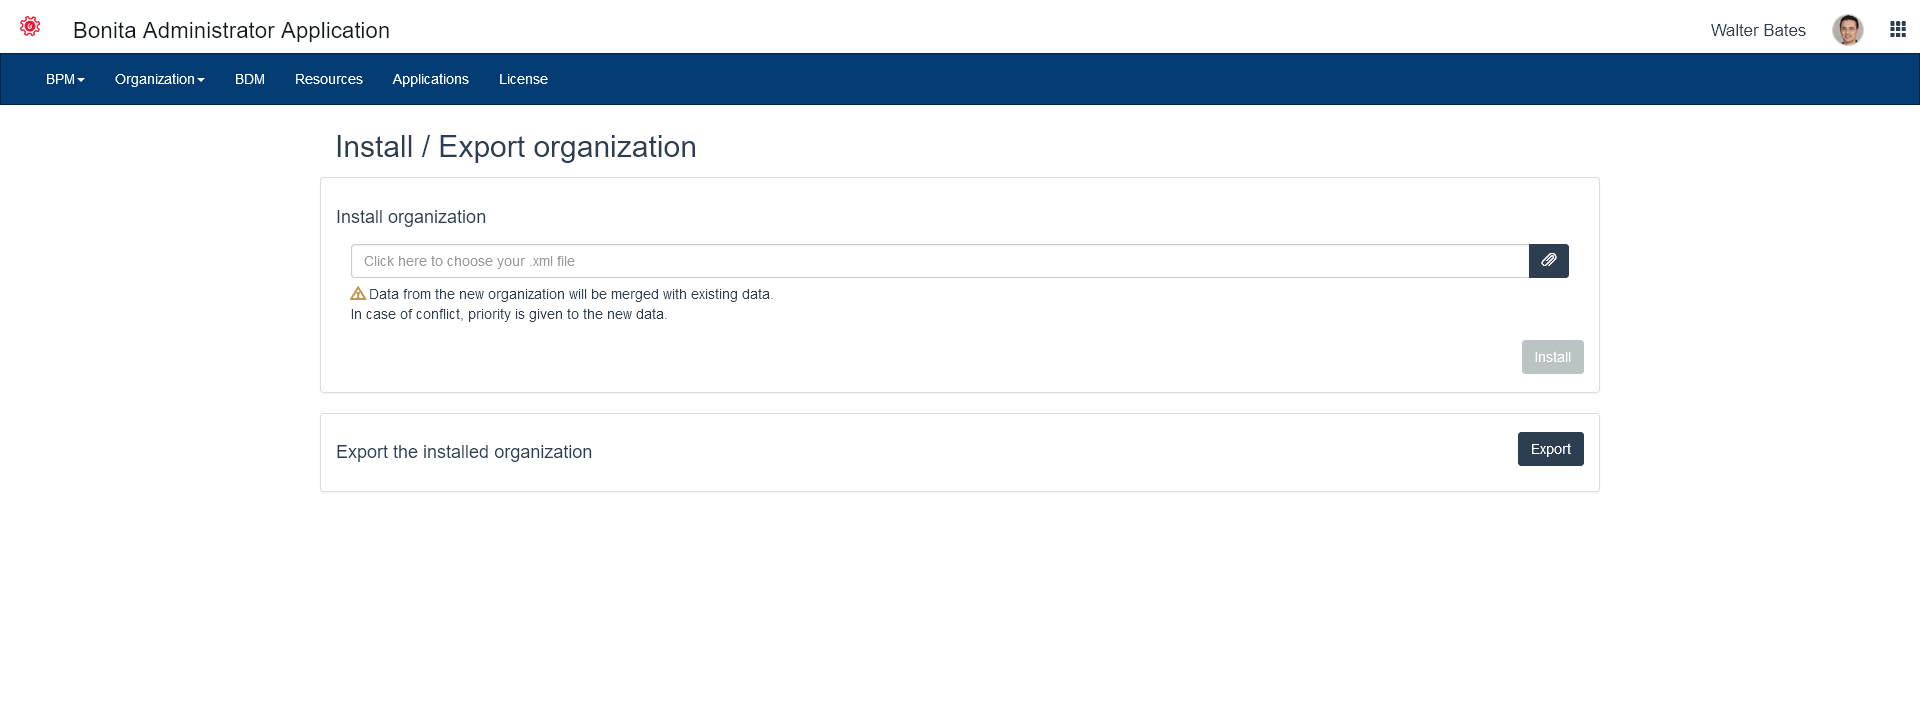 Bonita Administrator Application
Walter Bates
BPM
Organization
BDM
Resources
Applications
License
Install / Export organization
Install organization
Click here to choose your .xml file
Data from the new organization will be merged with existing data.
In case of conflict, priority is given to the new data.
Install
Export the installed organization
Export